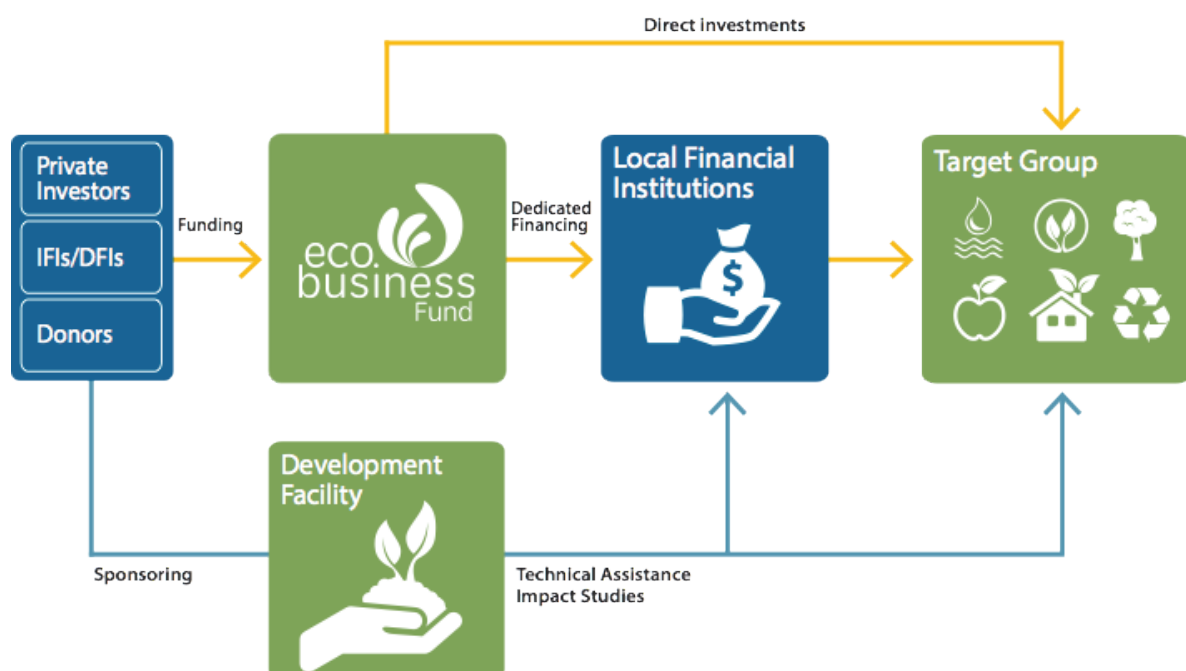 Direct investments
Private
Investors
IFIs/DFIs
Donors
Funding
eco.
business
Fund
Dedicated
Financing
Local Financial
Institutions
$
Target Group
Development
Facility
Sponsoring
Technical Assistance
Impact Studies